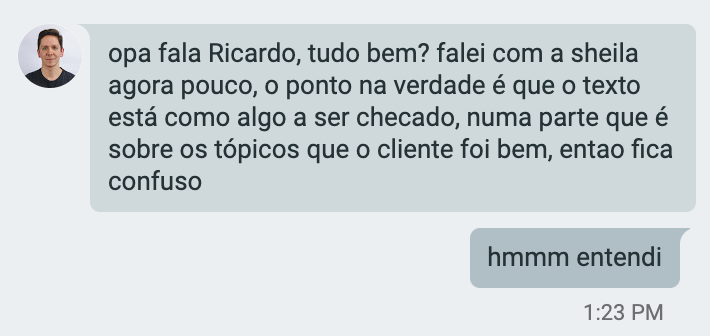 opa fala Ricardo, tudo bem? falei com a sheila
agora pouco, o ponto na verdade é que o texto
está como algo a ser checado, numa parte que é
sobre os tópicos que o cliente foi bem, entao fica
confuso
hmmm entendi
1:23 PM